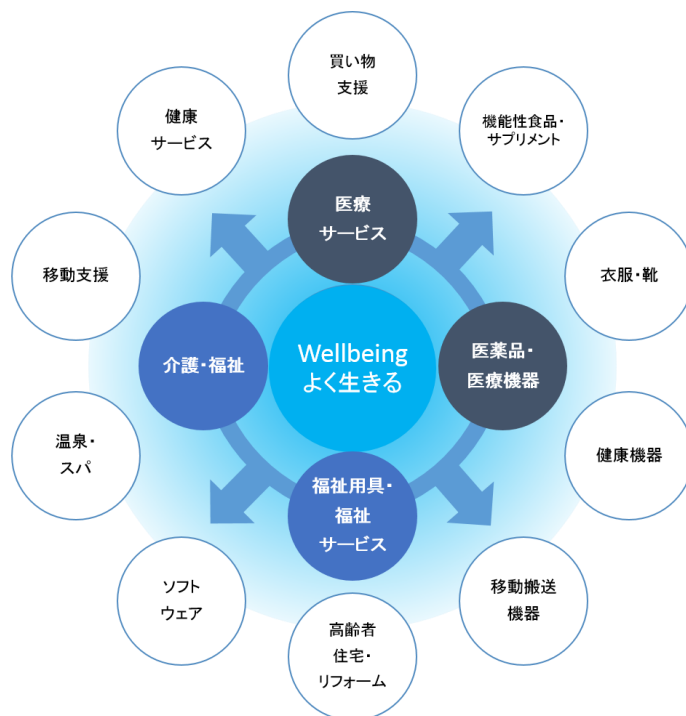 買い物
支援
健康
サービス
機能性食品・
サプリメント
医療
サービス
移動支援
衣服・靴
介護・福祉
Wellbeing
よく生きる
医薬品・
医療機器
温泉・
スパ
健康機器
福祉用具・
福祉
サービス
ソフト
ウェア
移動搬送
機器
高齢者
住宅・
リフォーム